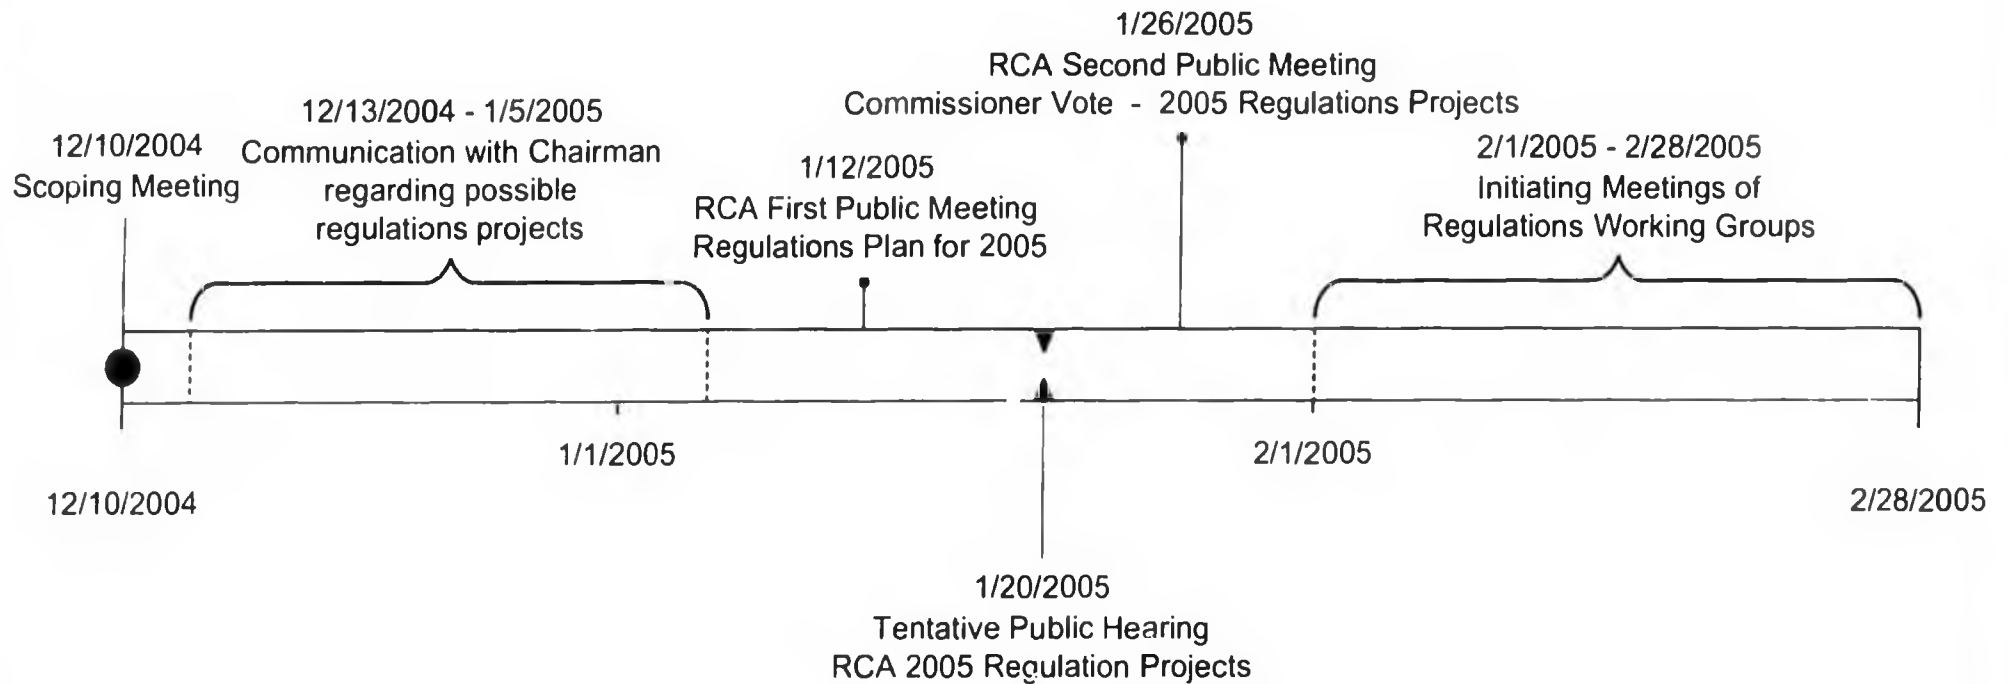 12/10/2004
Scoping Meeting
12/13/2004 - 1/5/2005
Communication with Chairman
regarding possible
regulations projects
1/12/2005
RCA First Public Meeting
Regulations Plan for 2005
1/26/2005
RCA Second Public Meeting
Commissioner Vote - 2005 Regulations Projects
2/1/2005 - 2/28/2005
Initiating Meetings of
Regulations Working Groups
1/1/2005
2/1/2005
12/10/2004
2/28/2005
1/20/2005
Tentative Public Hearing
RCA 2005 Regulation Projects